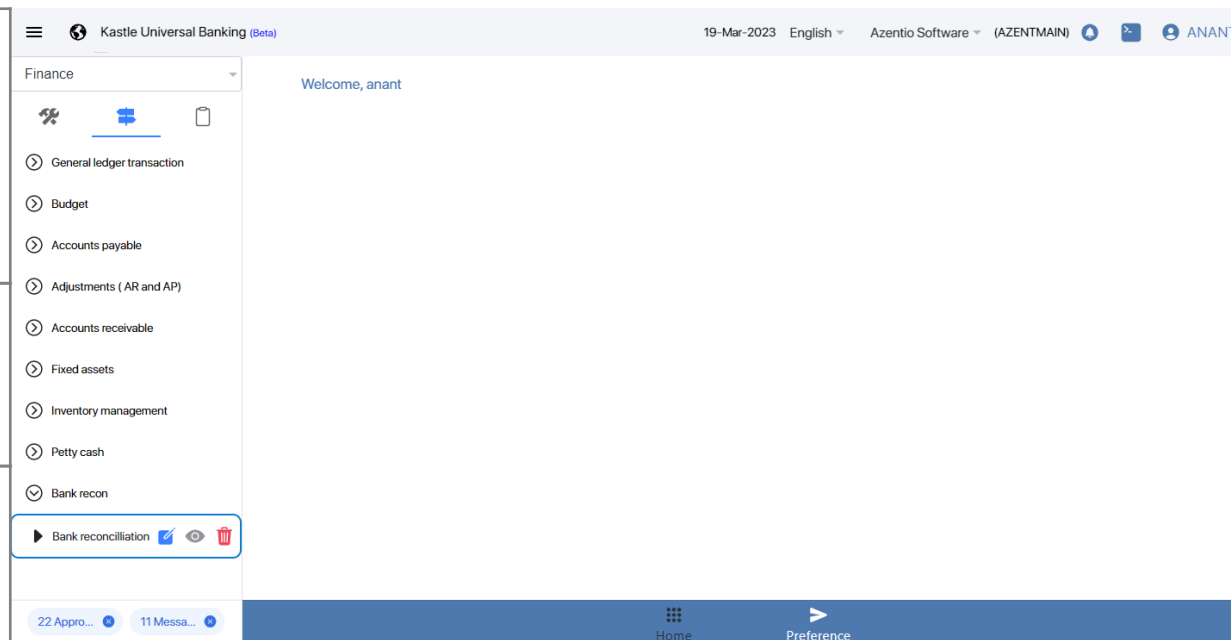 Kastle Universal Banking (Beta)
19-Mar-2023 English Azentio Software (AZENTMAIN) ANANT
Finance
Welcome, anant
General ledger transaction
Budget
Accounts payable
Adjustments ( AR and AP)
Accounts receivable
Fixed assets
Inventory management
Petty cash
Bank recon
Bank reconcilliation
22 Appro... 11 Messa...
Home Preference